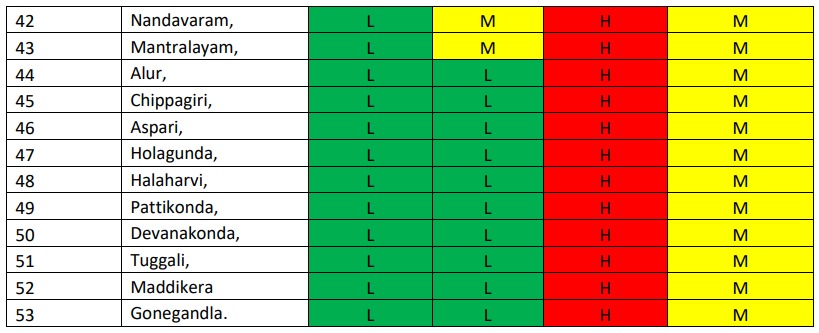 42 Nandavaram, L M H M
43 Mantralayam, L M H M
44 Alur, L L H M
45 Chippagiri, L L H M
46 Aspari, L L H M
47 Holagunda, L L H M
48 Halaharvi, L L H M
49 Pattikonda, L L H M
50 Devanakonda, L L H M
51 Tuggali, L L H M
52 Maddikera L L H M
53 Gonegandla. L L H M